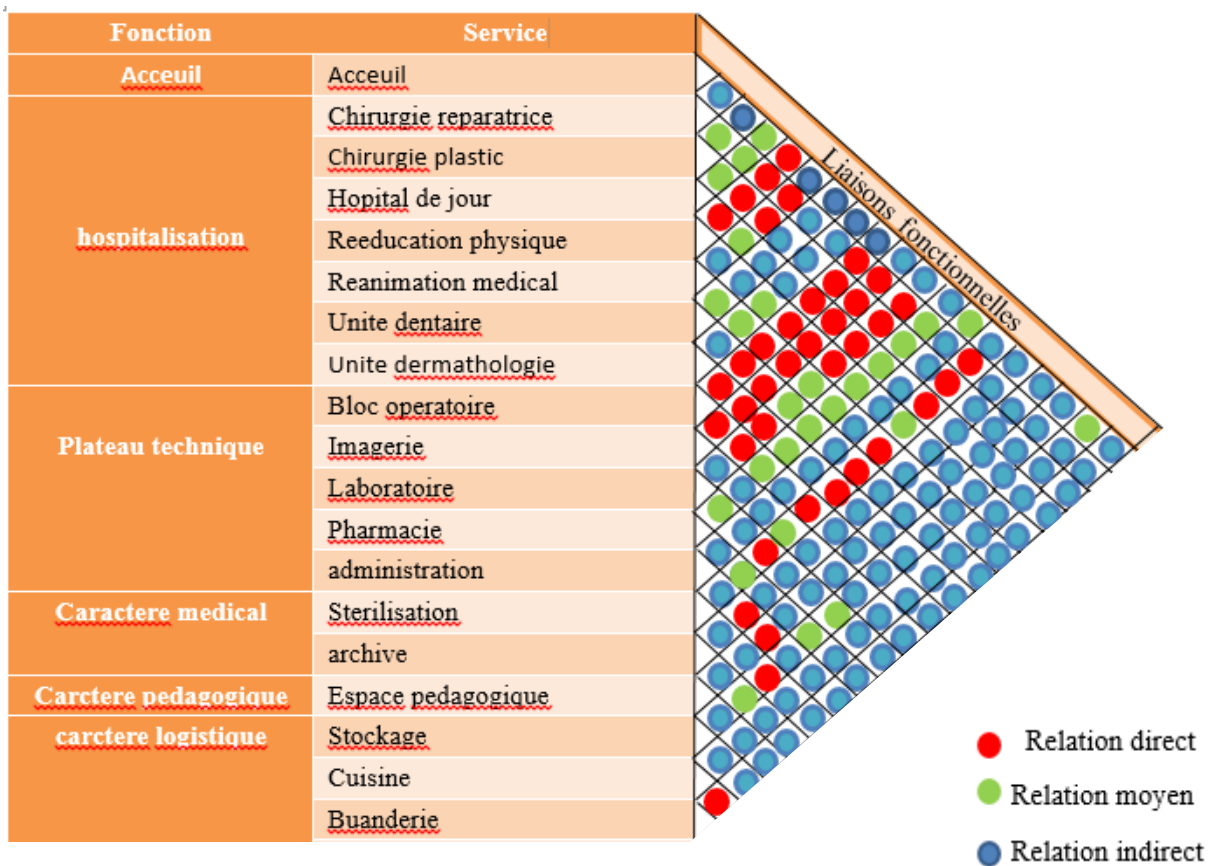 Fonction Service
Acceuil Acceuil
Chirurgie reparatrice
Chirurgie plastic
Hopital de jour
hospitalisation Reeducation physique
Reanimation medical
Unite dentaire
Unite dermathologie
Bloc operatoire
Plateau technique Imagerie
Laboratoire
Pharmacie
administration
Caractere medical Sterilisation
archive
Carctere pedagogique Espace pedagogique
carctere logistique Stockage
Cuisine
Buanderie
Liaisons fonctionnelles
Relation direct
Relation moyen
Relation indirect